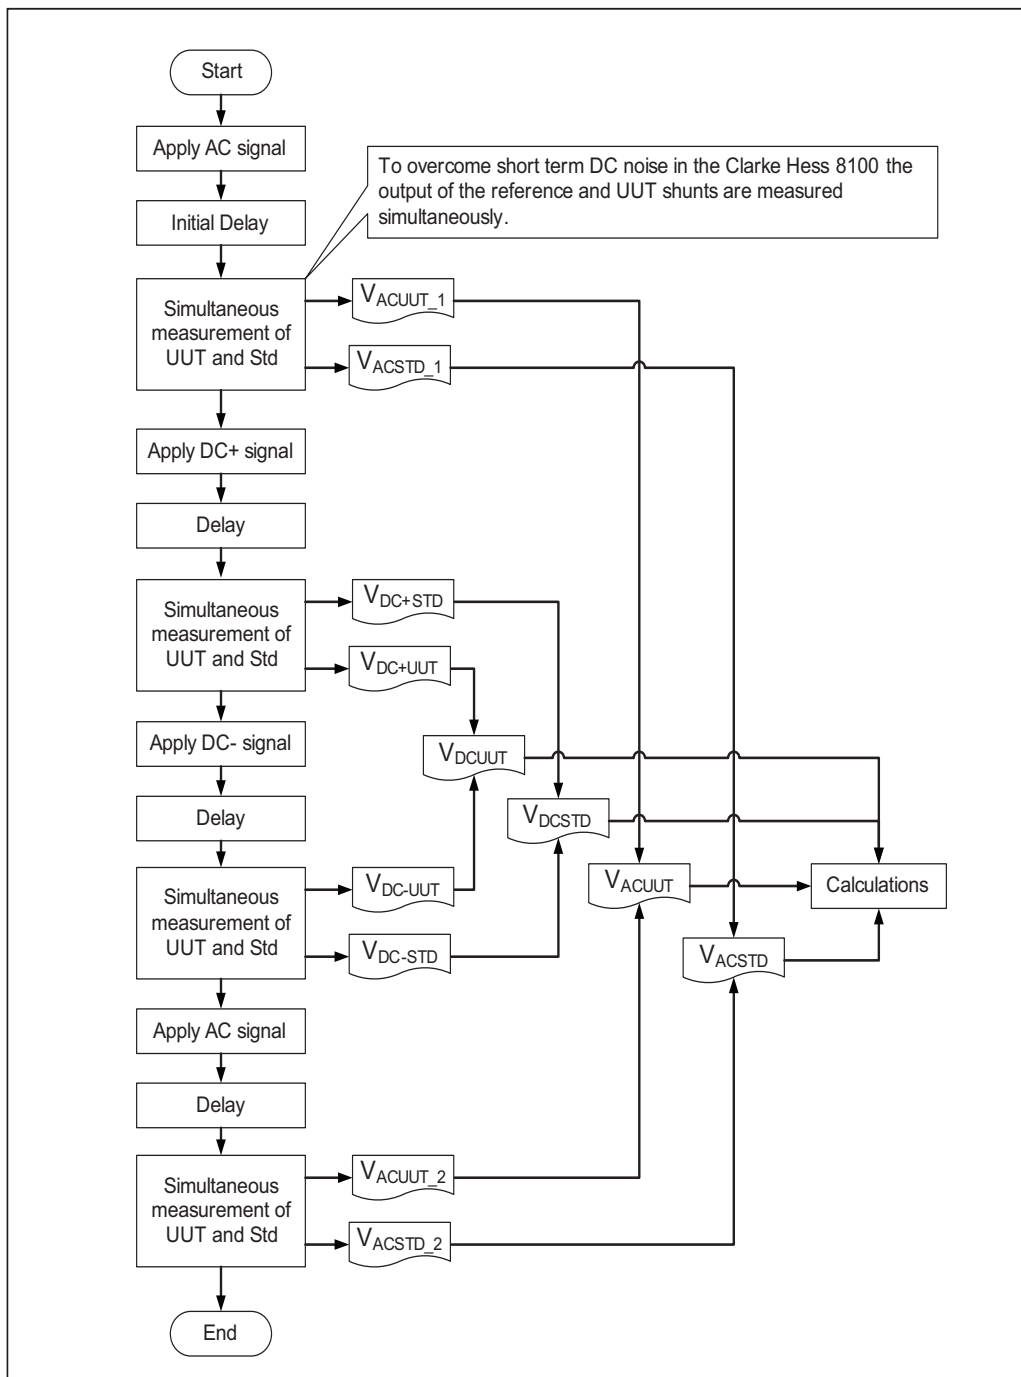 Start
Apply AC signal
To overcome short term DC noise in the Clarke Hess 8100 the
output of the reference and UUT shunts are measured
simultaneously.
Initial Delay
Simultaneous
measurement of
UUT and Std
VACUUT_1
VACSTD_1
Apply DC+ signal
Delay
Simultaneous
measurement of
UUT and Std
VDC+STD
VDC+UUT
Apply DC- signal
VDCUUT
Delay
VDCSTD
Simultaneous
measurement of
UUT and Std
VDC-UUT
VDC-STD
VACUUT
Calculations
VACSTD
Apply AC signal
Delay
Simultaneous
measurement of
UUT and Std
VACUUT_2
VACSTD_2
End